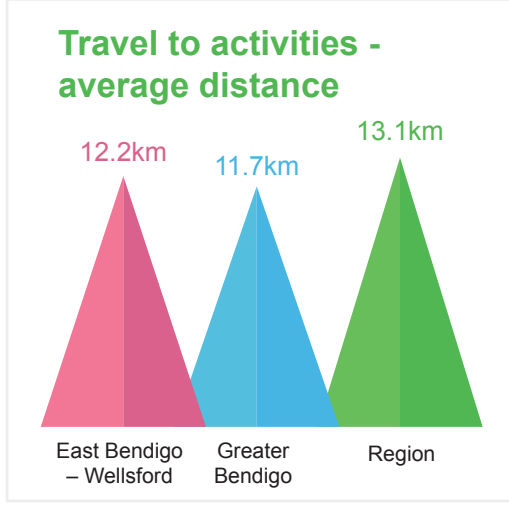 Travel to activities -
average distance
12.2km
11.7km
13.1km
East Bendigo
– Wellsford
Greater
Bendigo
Region